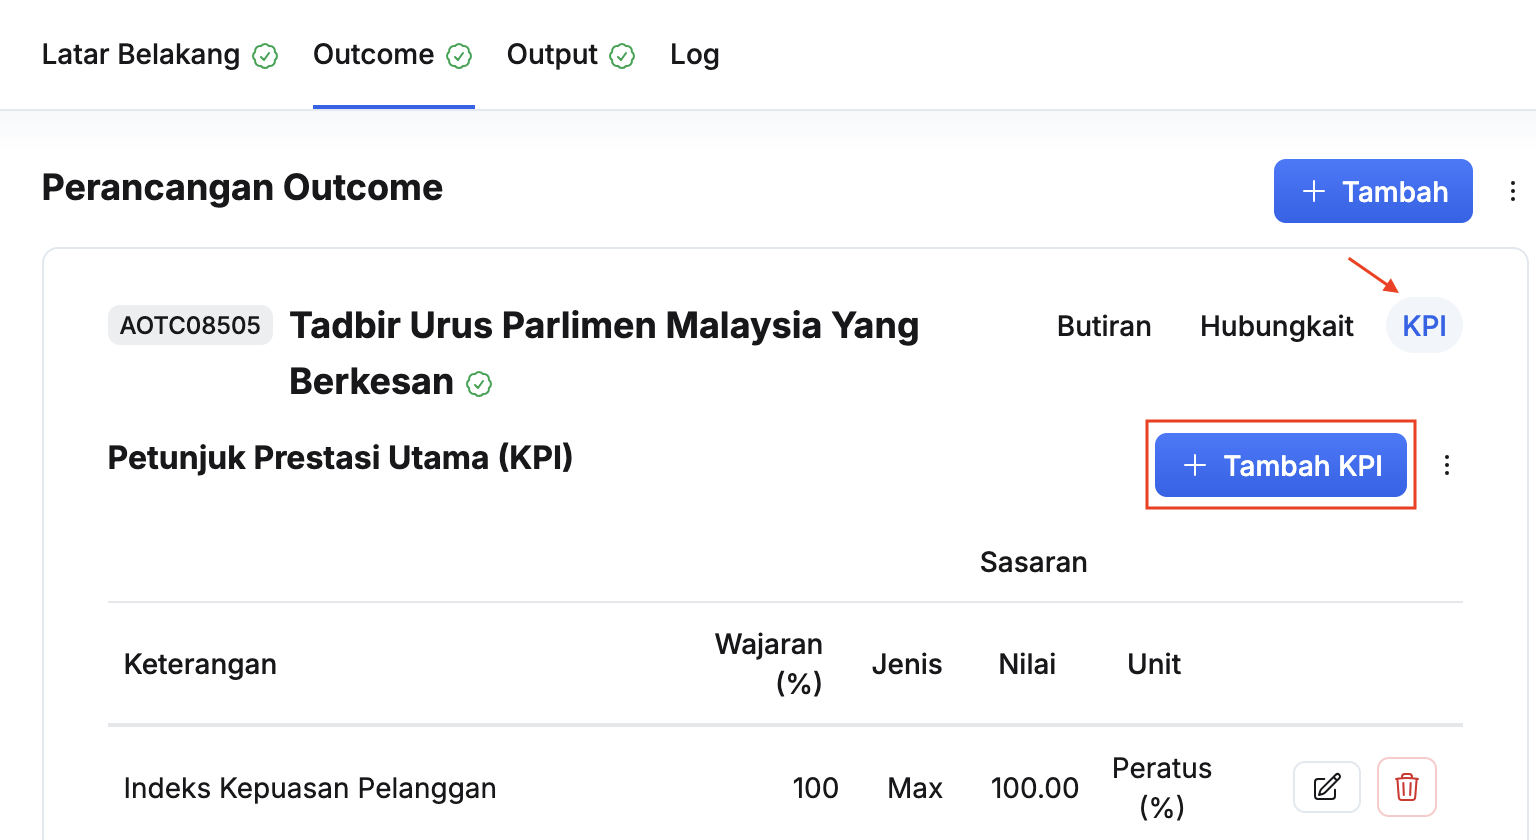 Latar Belakang Outcome Output Log
Perancangan Outcome
+ Tambah
AOTC08505 Tadbir Urus Parlimen Malaysia Yang
Berkesan
Butiran Hubungkait KPI
Petunjuk Prestasi Utama (KPI)
+ Tambah KPI
Sasaran
Keterangan
Wajaran
(%)
Jenis Nilai Unit
Indeks Kepuasan Pelanggan 100 Max 100.00 Peratus
(%)